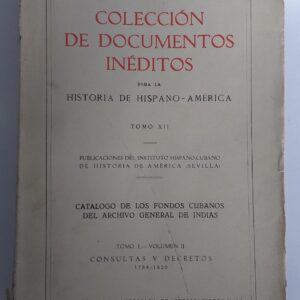 COLECCIÓN
DE DOCUMENTOS
INÉDITOS
PARA LA
HISTORIA DE HISPANO-AMÉRICA
TOMO XII
PUBLICACIONES DEL INSTITUTO HISPANO-CUBANO
DE HISTORIA DE AMÉRICA (SEVILLA)
CATALOGO DE LOS FONDOS CUBANOS
DEL ARCHIVO GENERAL DE INDIAS
TOMO I.—VOLUMEN II
CONSULTAS Y DECRETOS